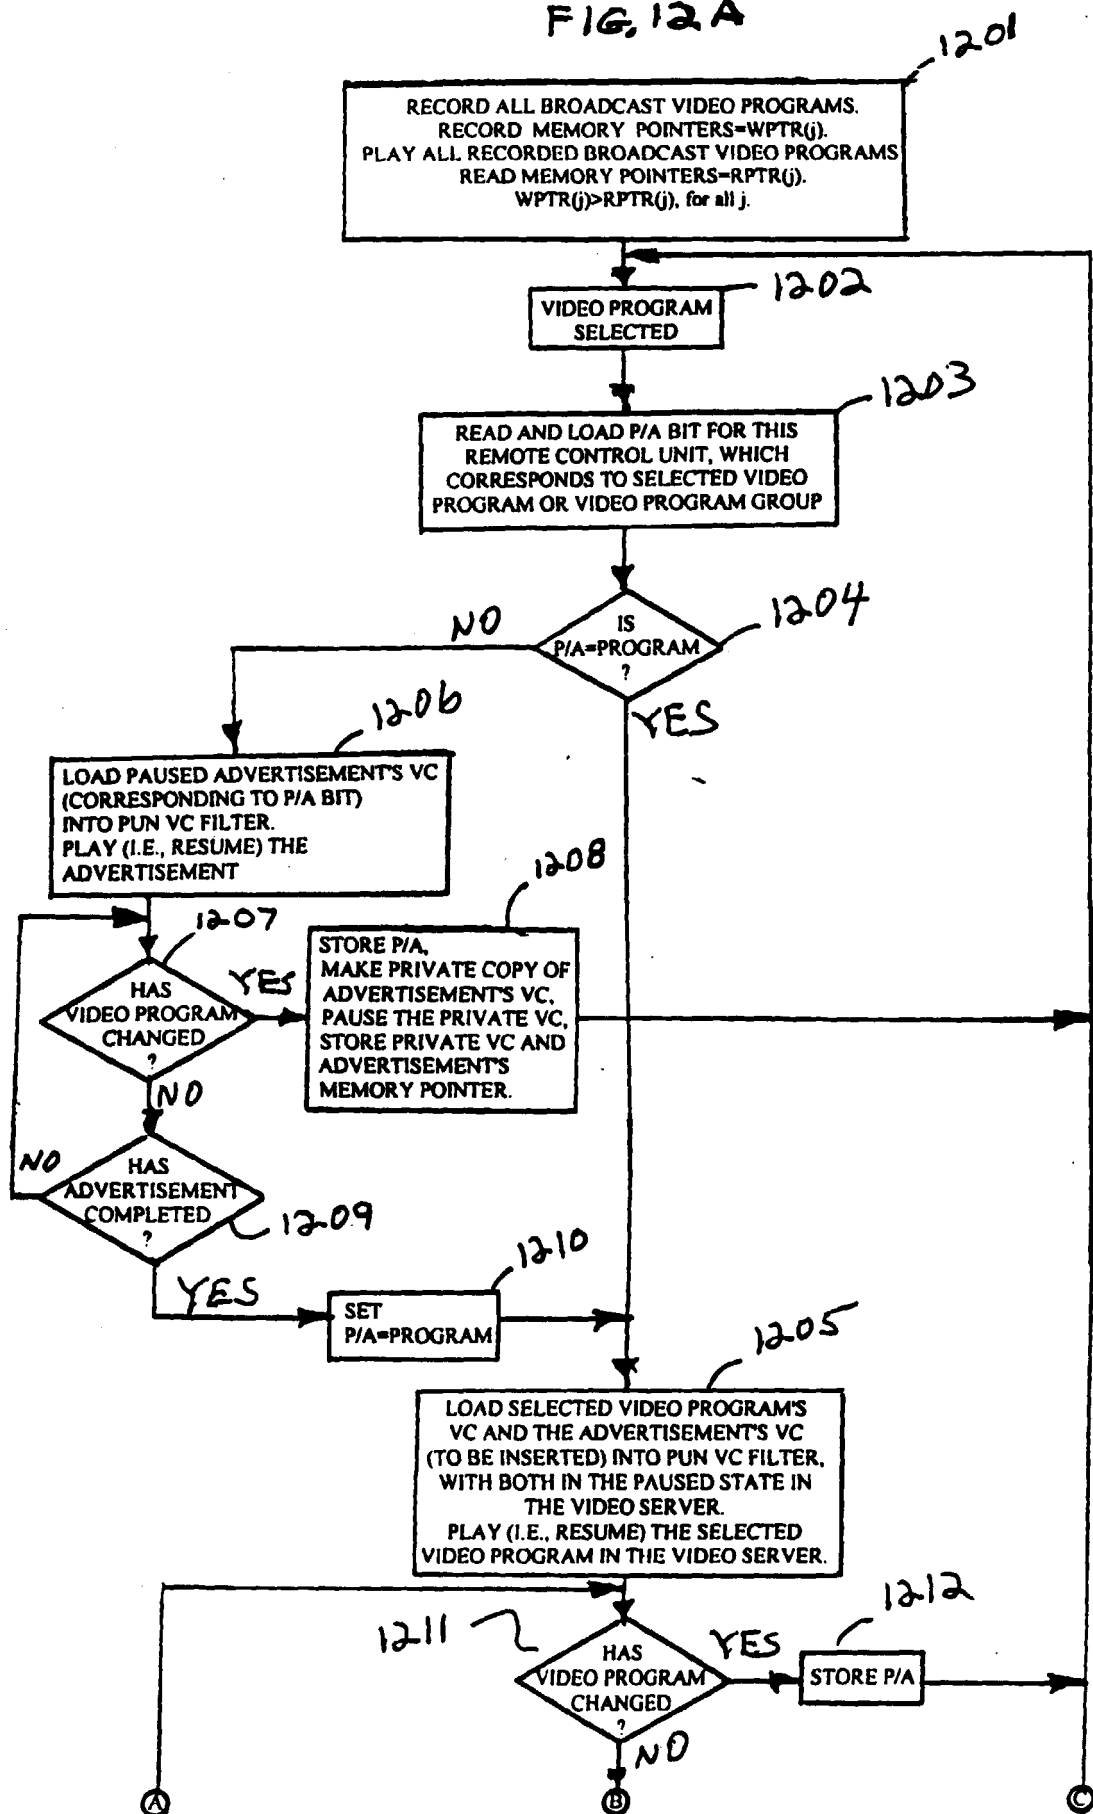 FIG. 12A
1201
RECORD ALL BROADCAST VIDEO PROGRAMS.
RECORD MEMORY POINTERS=WPTR(j).
PLAY ALL RECORDED BROADCAST VIDEO PROGRAMS
READ MEMORY POINTERS=RPTR(j).
WPTR(j)>RPTR(j), for all j.
1202
VIDEO PROGRAM
SELECTED
1203
READ AND LOAD P/A BIT FOR THIS
REMOTE CONTROL UNIT, WHICH
CORRESPONDS TO SELECTED VIDEO
PROGRAM OR VIDEO PROGRAM GROUP
1204
IS
P/A=PROGRAM
?
NO
YES
1206
LOAD PAUSED ADVERTISEMENT'S VC
(CORRESPONDING TO P/A BIT)
INTO PUN VC FILTER.
PLAY (I.E., RESUME) THE
ADVERTISEMENT
1207
HAS
VIDEO PROGRAM
CHANGED
?
YES
NO
1208
STORE P/A,
MAKE PRIVATE COPY OF
ADVERTISEMENT'S VC,
PAUSE THE PRIVATE VC,
STORE PRIVATE VC AND
ADVERTISEMENT'S
MEMORY POINTER.
HAS
ADVERTISEMENT
COMPLETED
?
NO
1209
YES
1210
SET
P/A=PROGRAM
1205
LOAD SELECTED VIDEO PROGRAM'S
VC AND THE ADVERTISEMENT'S VC
(TO BE INSERTED) INTO PUN VC FILTER,
WITH BOTH IN THE PAUSED STATE IN
THE VIDEO SERVER.
PLAY (I.E., RESUME) THE SELECTED
VIDEO PROGRAM IN THE VIDEO SERVER.
1211
HAS
VIDEO PROGRAM
CHANGED
?
YES
1212
STORE P/A
NO
A
B
C